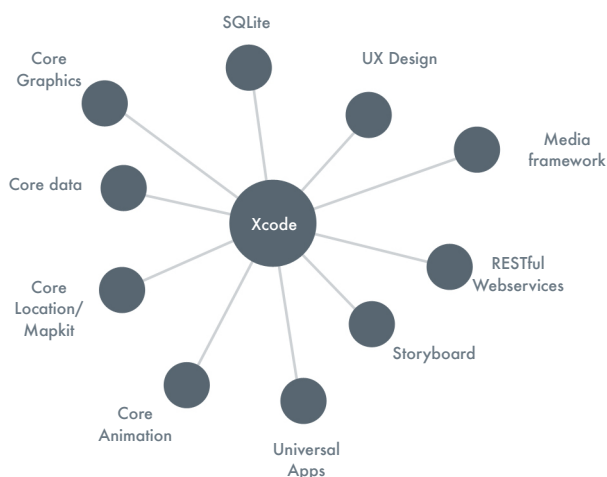 SQLite
UX Design
Core
Graphics
Media
framework
Core data
Xcode
RESTful
Webservices
Core
Location/
Mapkit
Storyboard
Core
Animation
Universal
Apps